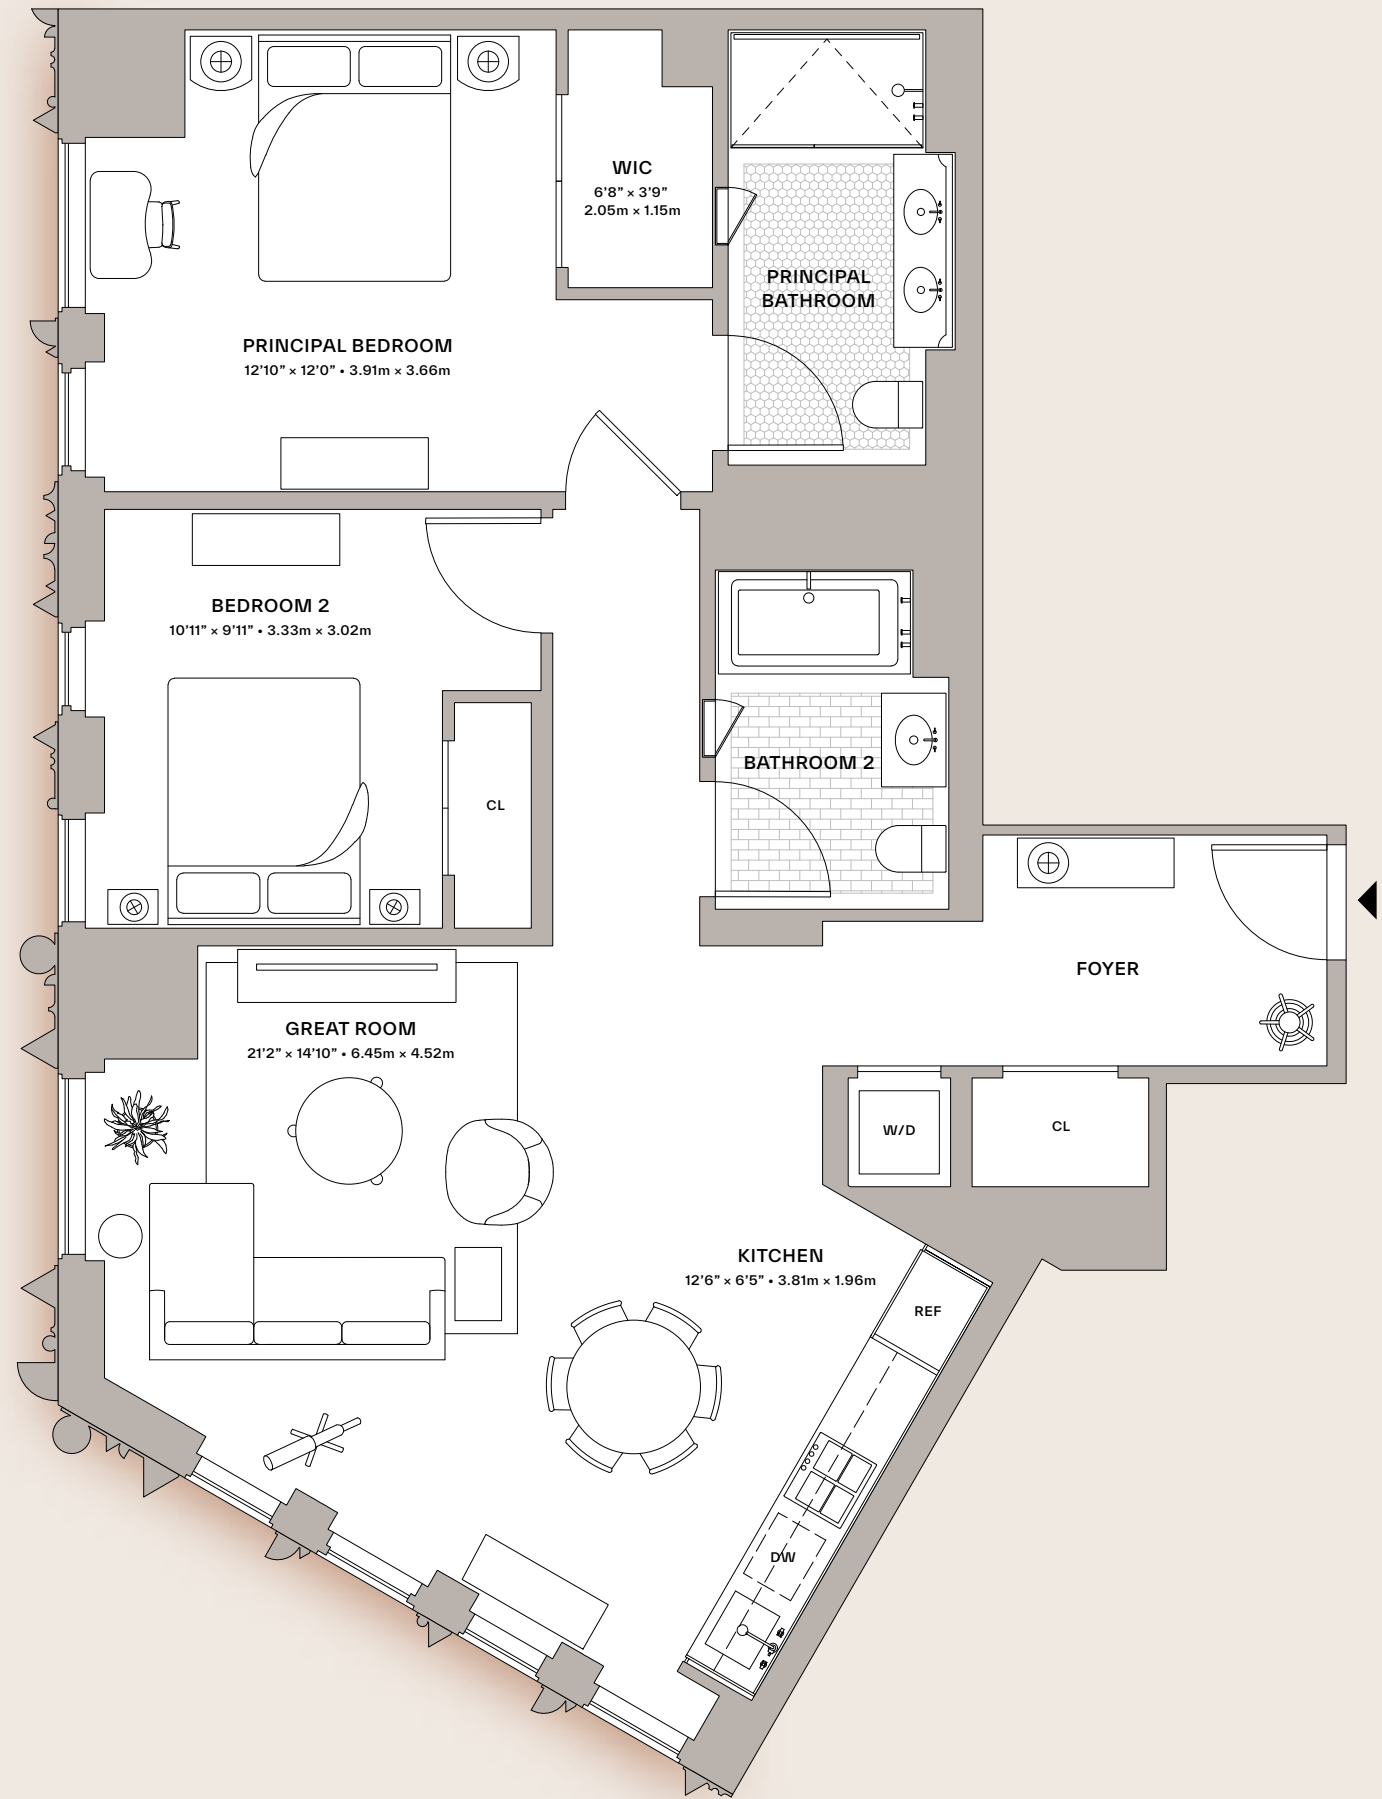 WIC
6’8” × 3’9”
2.05m × 1.15m
PRINCIPAL
BATHROOM
PRINCIPAL BEDROOM
12’10” × 12’0” • 3.91m × 3.66m
BEDROOM 2
10’11” × 9’11” • 3.33m × 3.02m
BATHROOM 2
CL
FOYER
GREAT ROOM
21’2” × 14’10” • 6.45m × 4.52m
W/D
CL
KITCHEN
12’6” × 6’5” • 3.81m × 1.96m
REF
DW